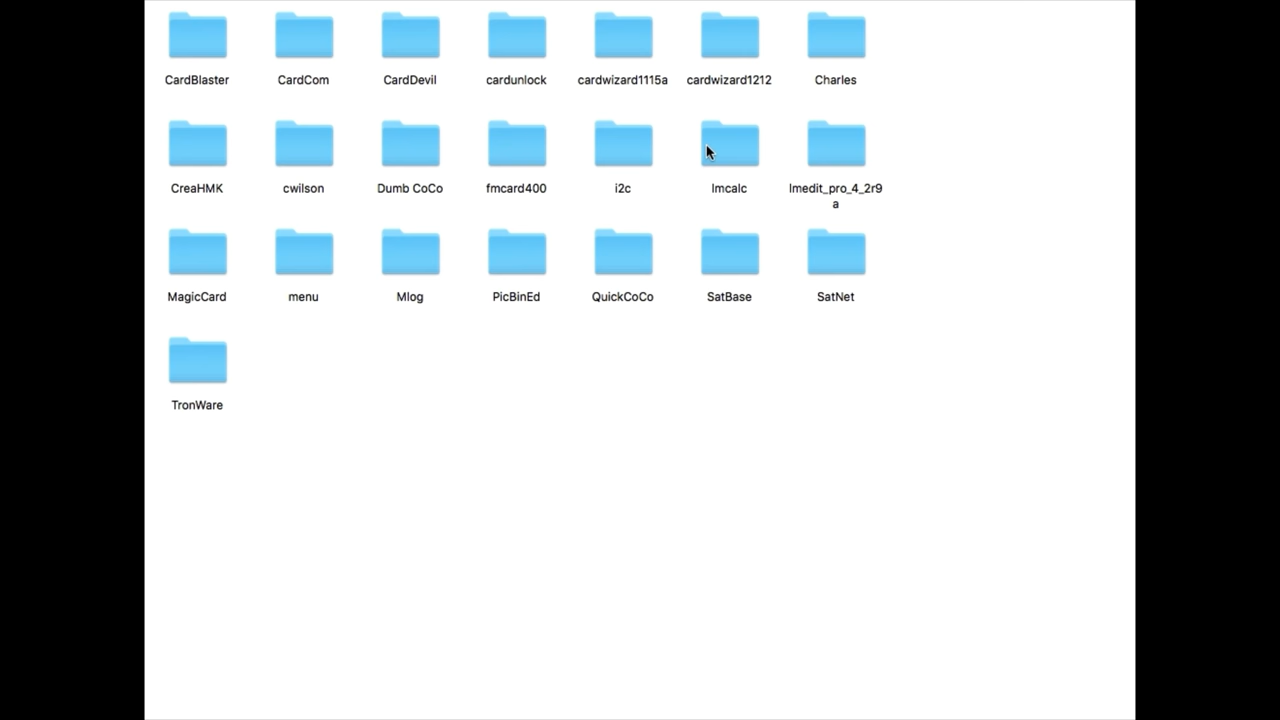 CardBlaster CardCom CardDevil cardunlock cardwizard1115a cardwizard1212 Charles
CreaHMK cwilson Dumb CoCo fmcard400 i2c lmcalc lmedit_pro_4_2r9
a
MagicCard menu Mlog PicBinEd QuickCoCo SatBase SatNet
TronWare